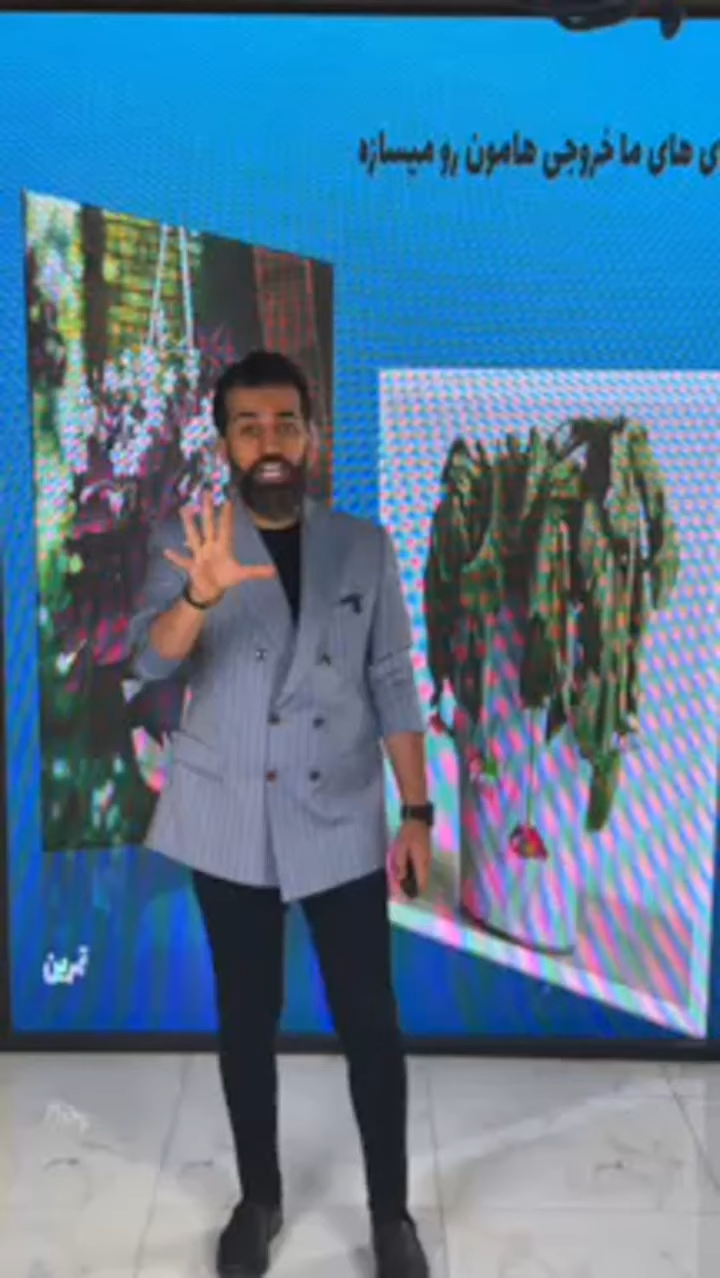 های ما خروجی هامون رو میسازه
تمرین